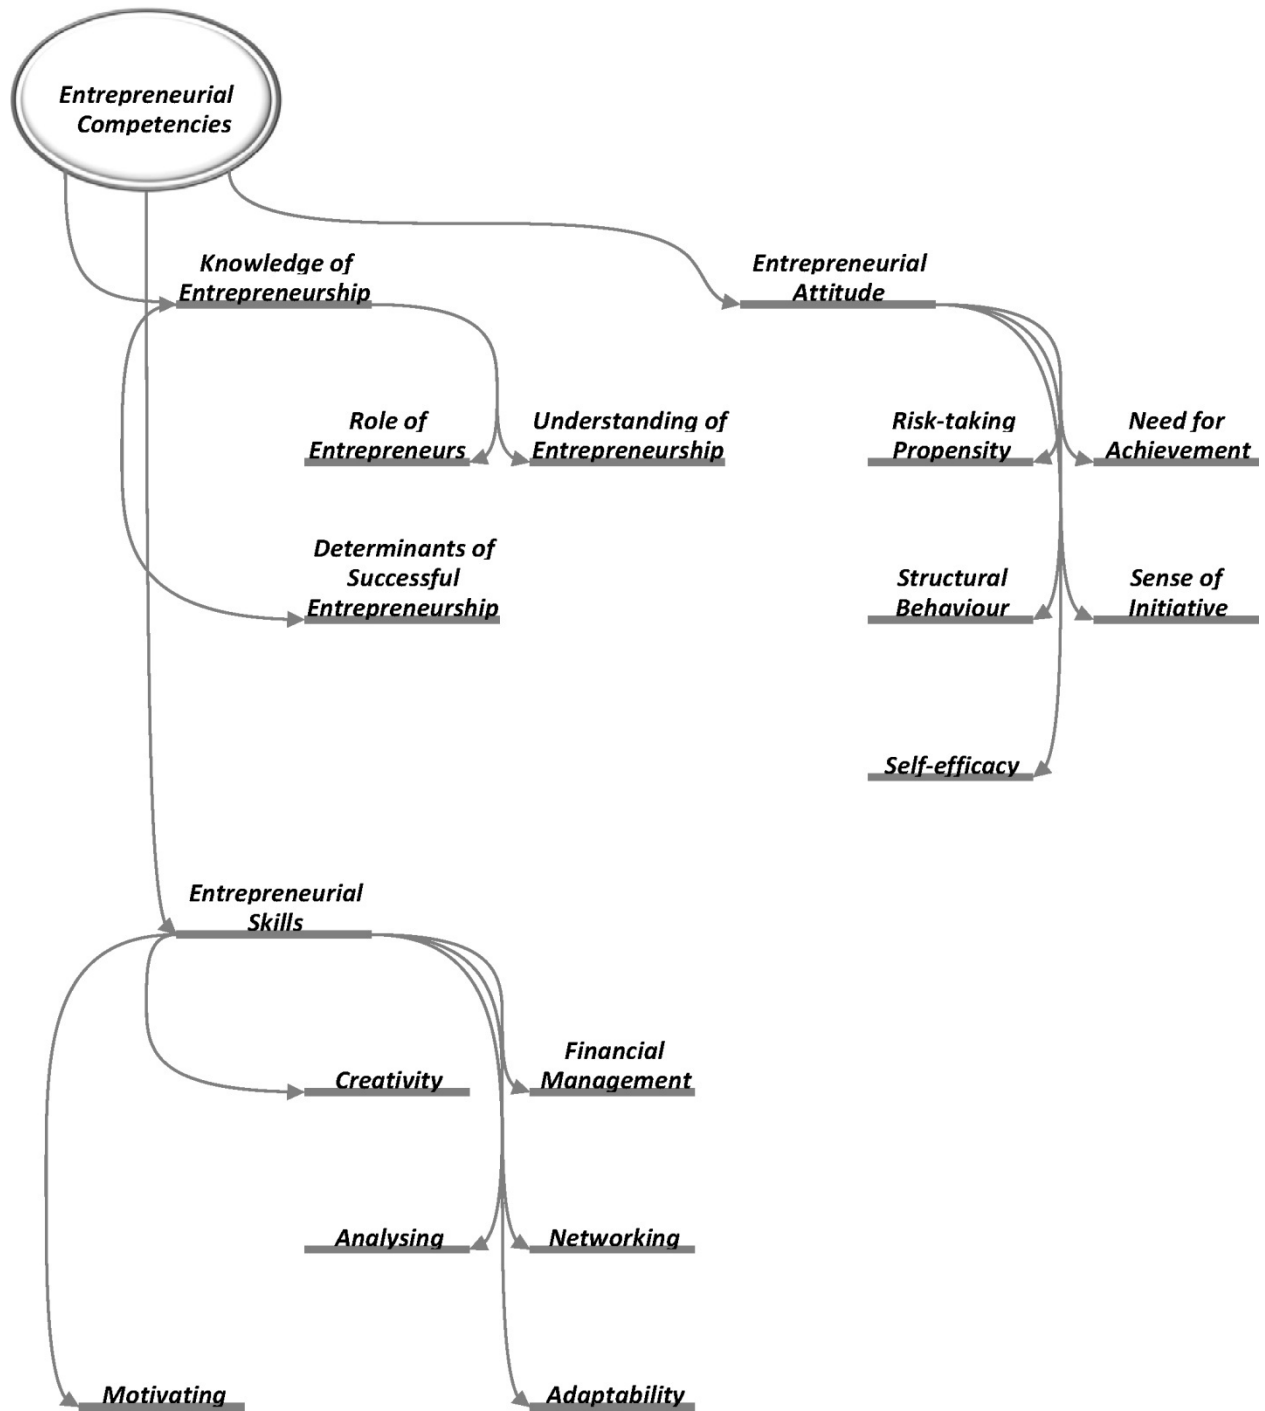 Entrepreneurial
Competencies
Knowledge of
Entrepreneurship
Entrepreneurial
Attitude
Role of
Entrepreneurs
Understanding of
Entrepreneurship
Risk-taking
Propensity
Need for
Achievement
Determinants of
Successful
Entrepreneurship
Structural
Behaviour
Sense of
Initiative
Self-efficacy
Entrepreneurial
Skills
Creativity
Financial
Management
Analysing
Networking
Motivating
Adaptability